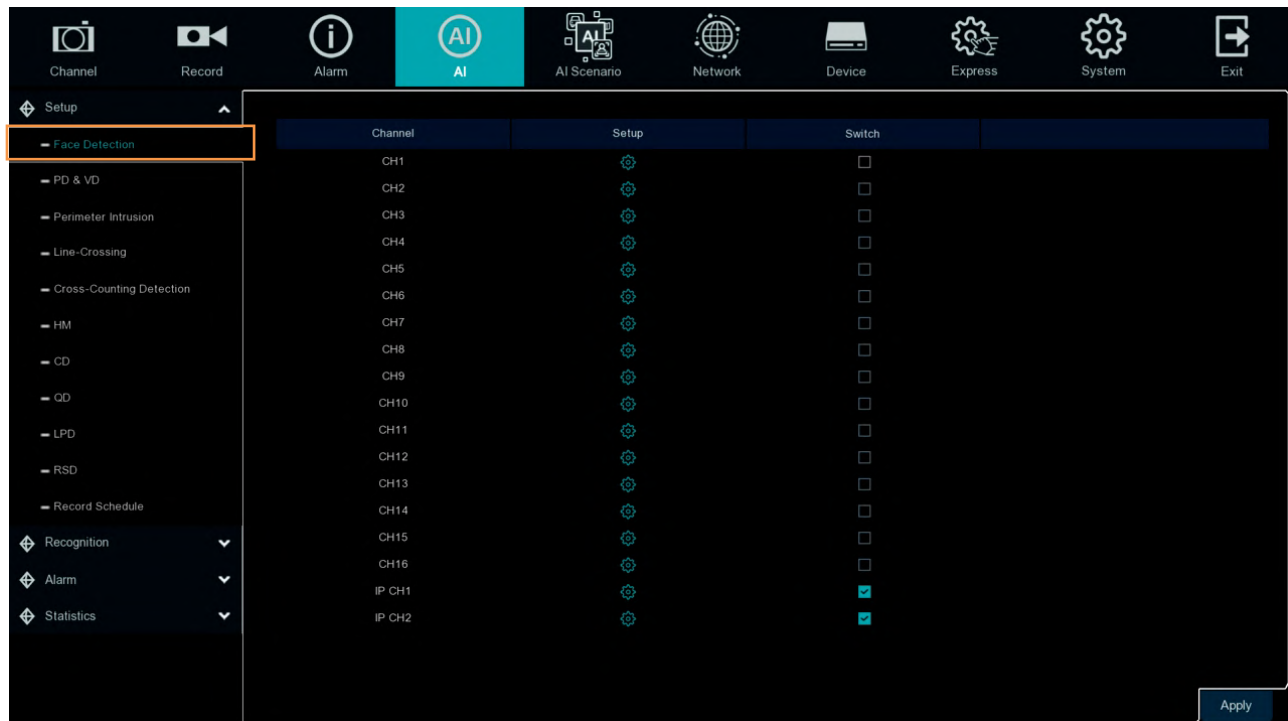 Channel Record Alarm AI AI Scenario Network Device Express System Exit
Setup
Face Detection
PD & VD
Perimeter Intrusion
Line-Crossing
Cross-Counting Detection
HM
CD
QD
LPD
RSD
Record Schedule
Recognition
Alarm
Statistics
Channel Setup Switch
CH1
CH2
CH3
CH4
CH5
CH6
CH7
CH8
CH9
CH10
CH11
CH12
CH13
CH14
CH15
CH16
IP CH1
IP CH2
Apply